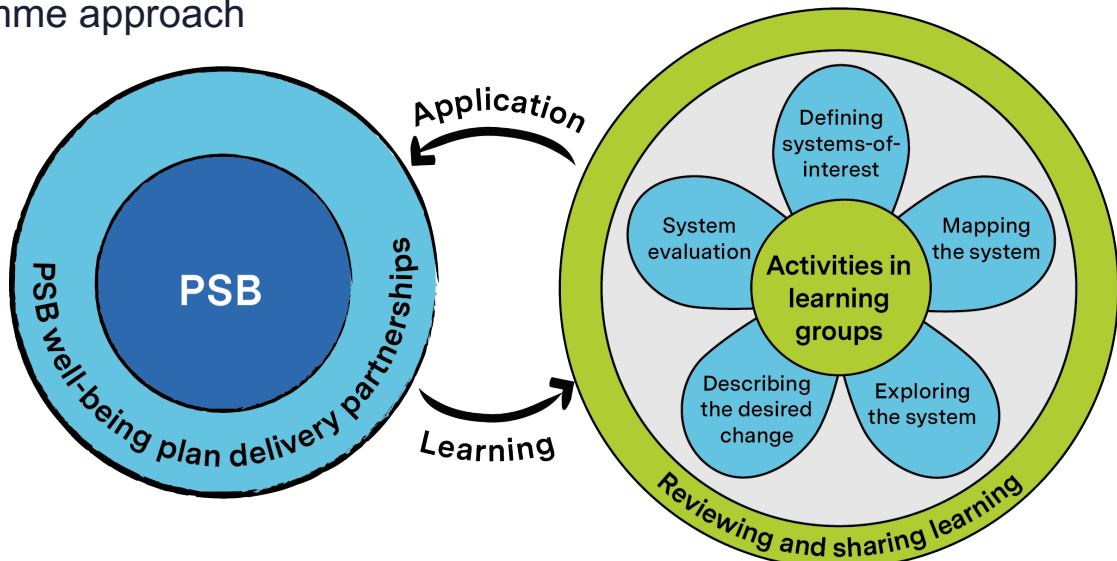 mme approach
Application
PSB
PSB well-being plan delivery partnerships
Learning
Defining
systems-of-
interest
Mapping
the system
Exploring
the system
Describing
the desired
change
System
evaluation
Activities in
learning
groups
Reviewing and sharing learning